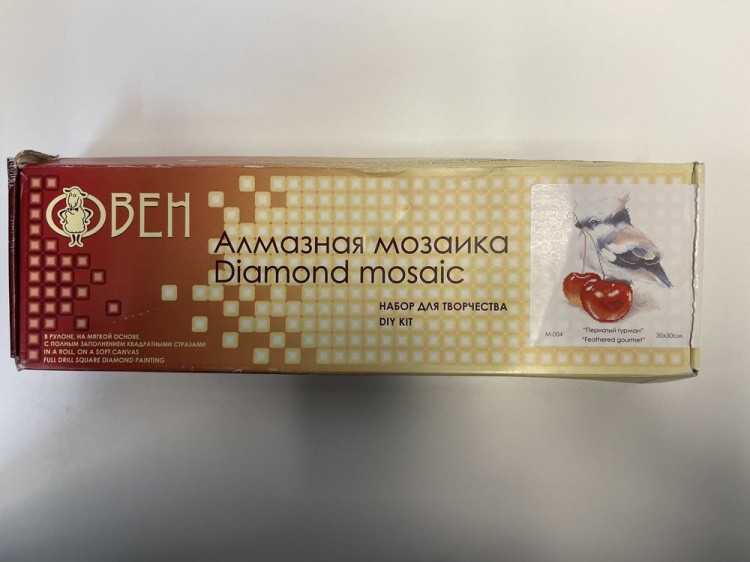 ОВЕН
Алмазная мозаика
Diamond mosaic
НАБОР ДЛЯ ТВОРЧЕСТВА
DIY KIT
В РУЛОНЕ, НА МЯГКОЙ ОСНОВЕ,
С ПОЛНЫМ ЗАПОЛНЕНИЕМ КВАДРАТНЫМИ СТРАЗАМИ
IN A ROLL, ON A SOFT CANVAS
FULL DRILL SQUARE DIAMOND PAINTING
М-004
"Пернатый гурман"
30х30см
"Feathered gourmet"